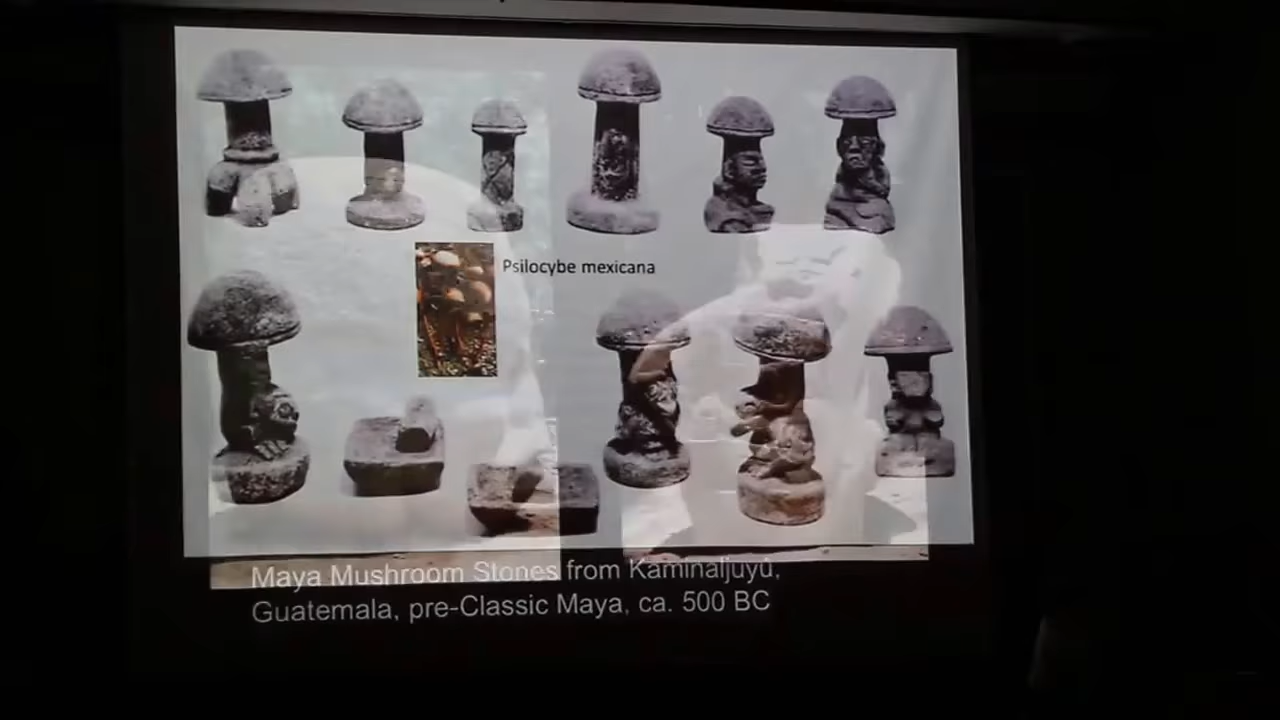 Psilocybe mexicana
Maya Mushroom Stones from Kaminaljuyú,
Guatemala, pre-Classic Maya, ca. 500 BC